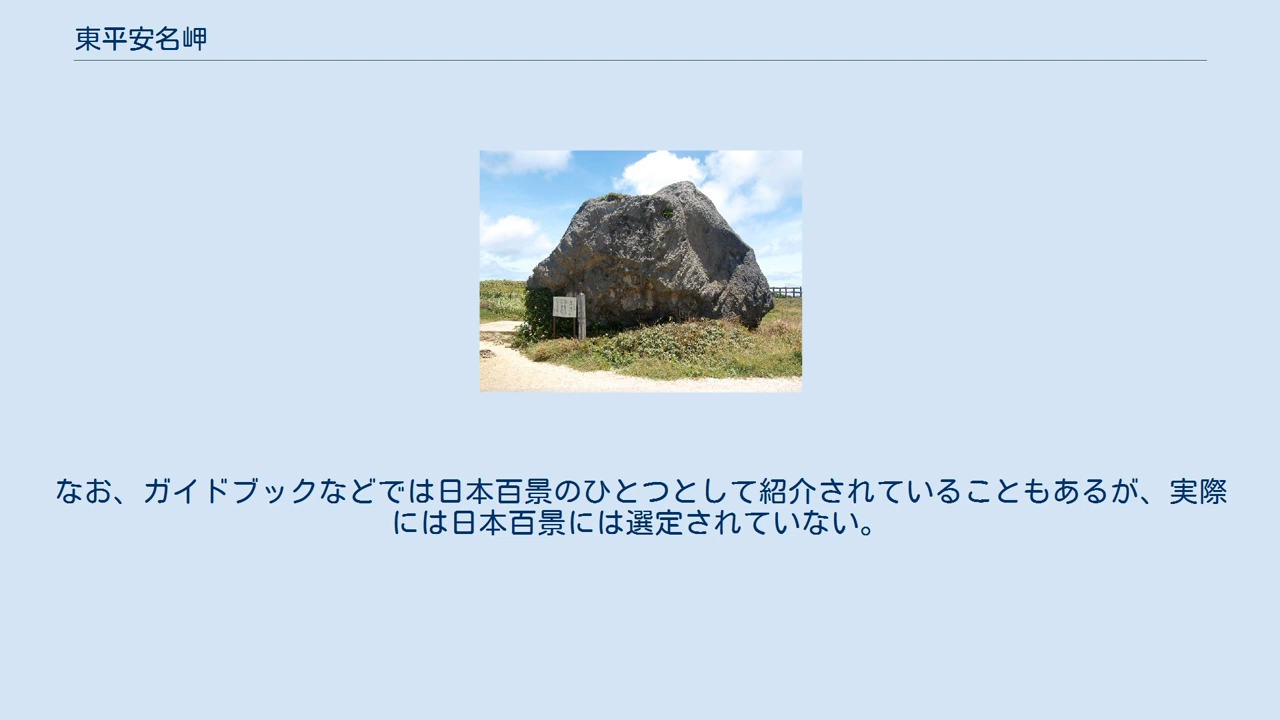 東平安名岬
なお、ガイドブックなどでは日本百景のひとつとして紹介されていることもあるが、実際
には日本百景には選定されていない。